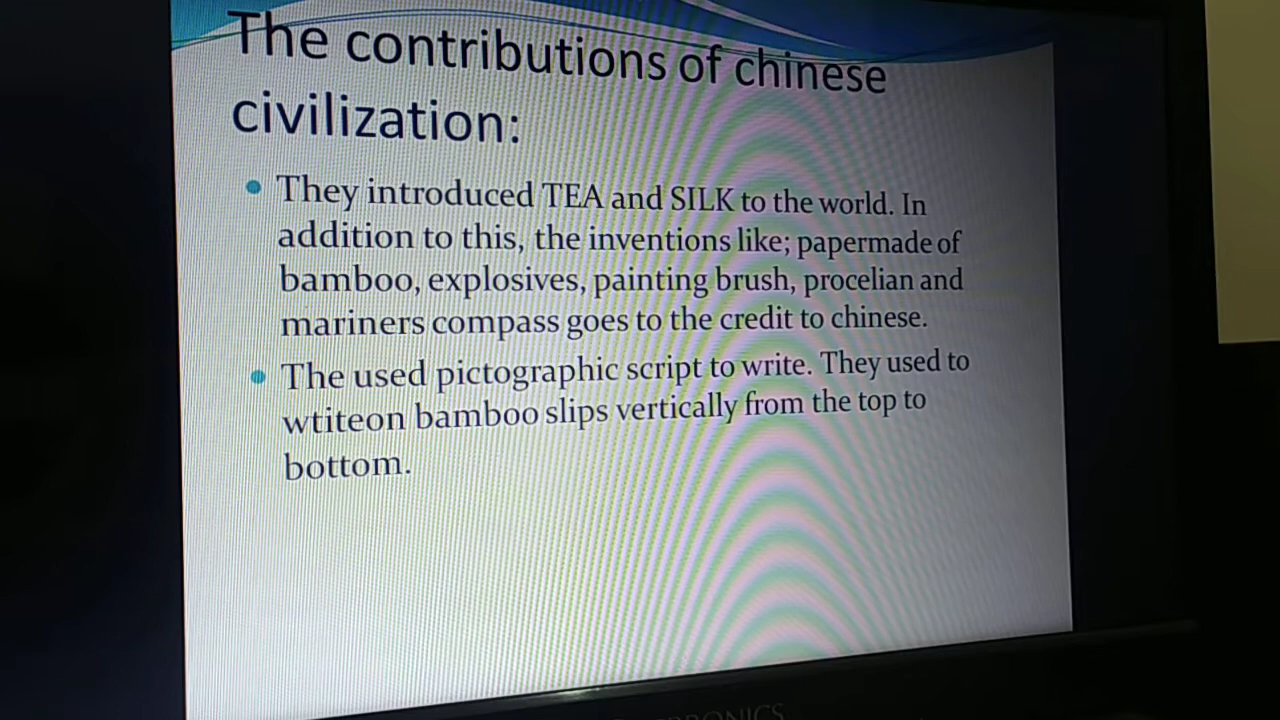 The contributions of chinese
civilization:
They introduced TEA and SILK to the world. In
addition to this, the inventions like; papermade of
bamboo, explosives, painting brush, procelian and
mariners compass goes to the credit to chinese.
The used pictographic script to write. They used to
wtiteon bamboo slips vertically from the top to
bottom.